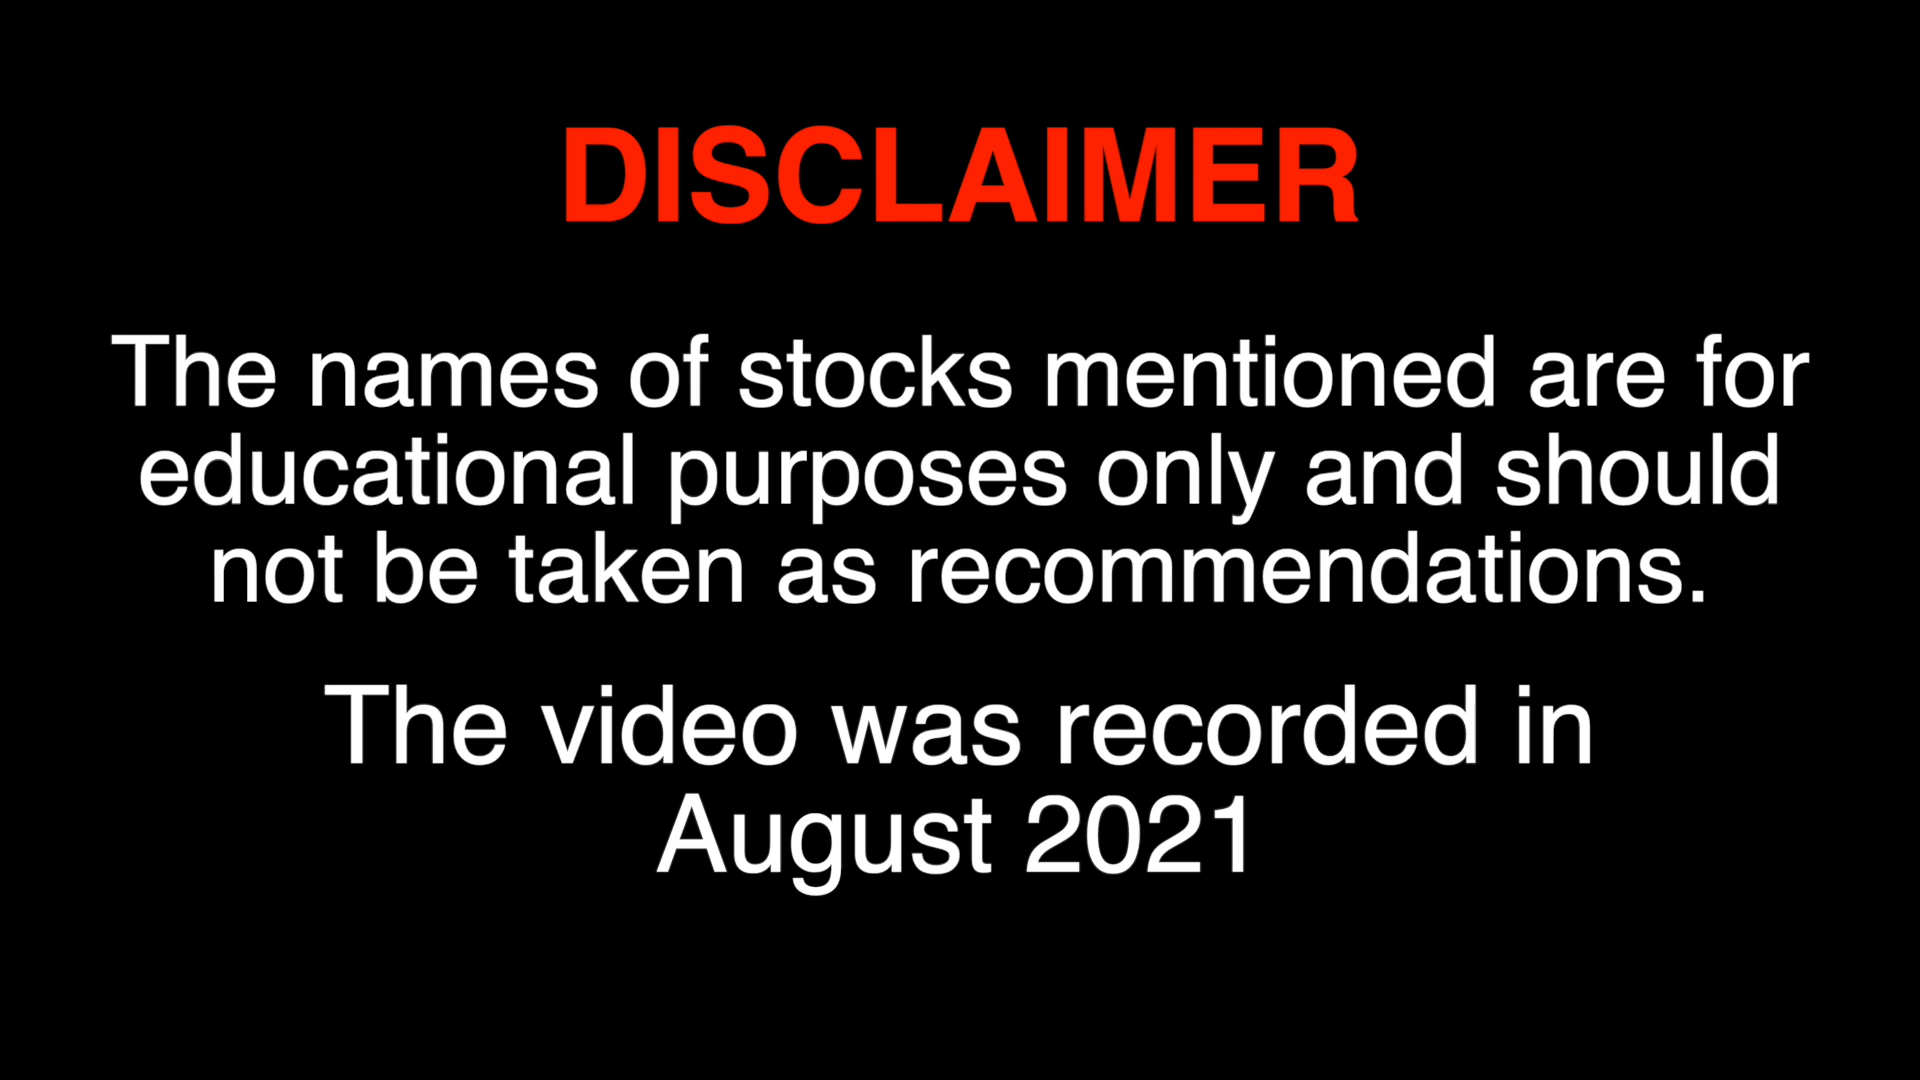 DISCLAIMER
The names of stocks mentioned are for
educational purposes only and should
not be taken as recommendations.
The video was recorded in
August 2021